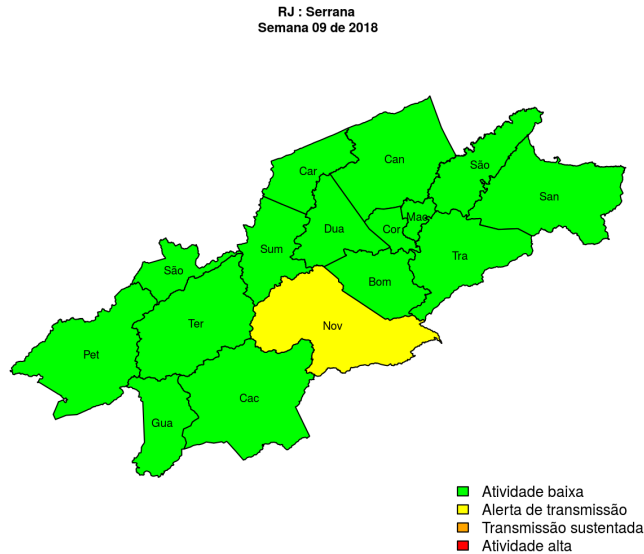 RJ : Serrana
Semana 09 de 2018
Can
São
Car
San
Mac
Dua
Cor
Sum
Tra
São
Bom
Ter
Nov
Pet
Cac
Gua
Atividade baixa
Alerta de transmissão
Transmissão sustentada
Atividade alta